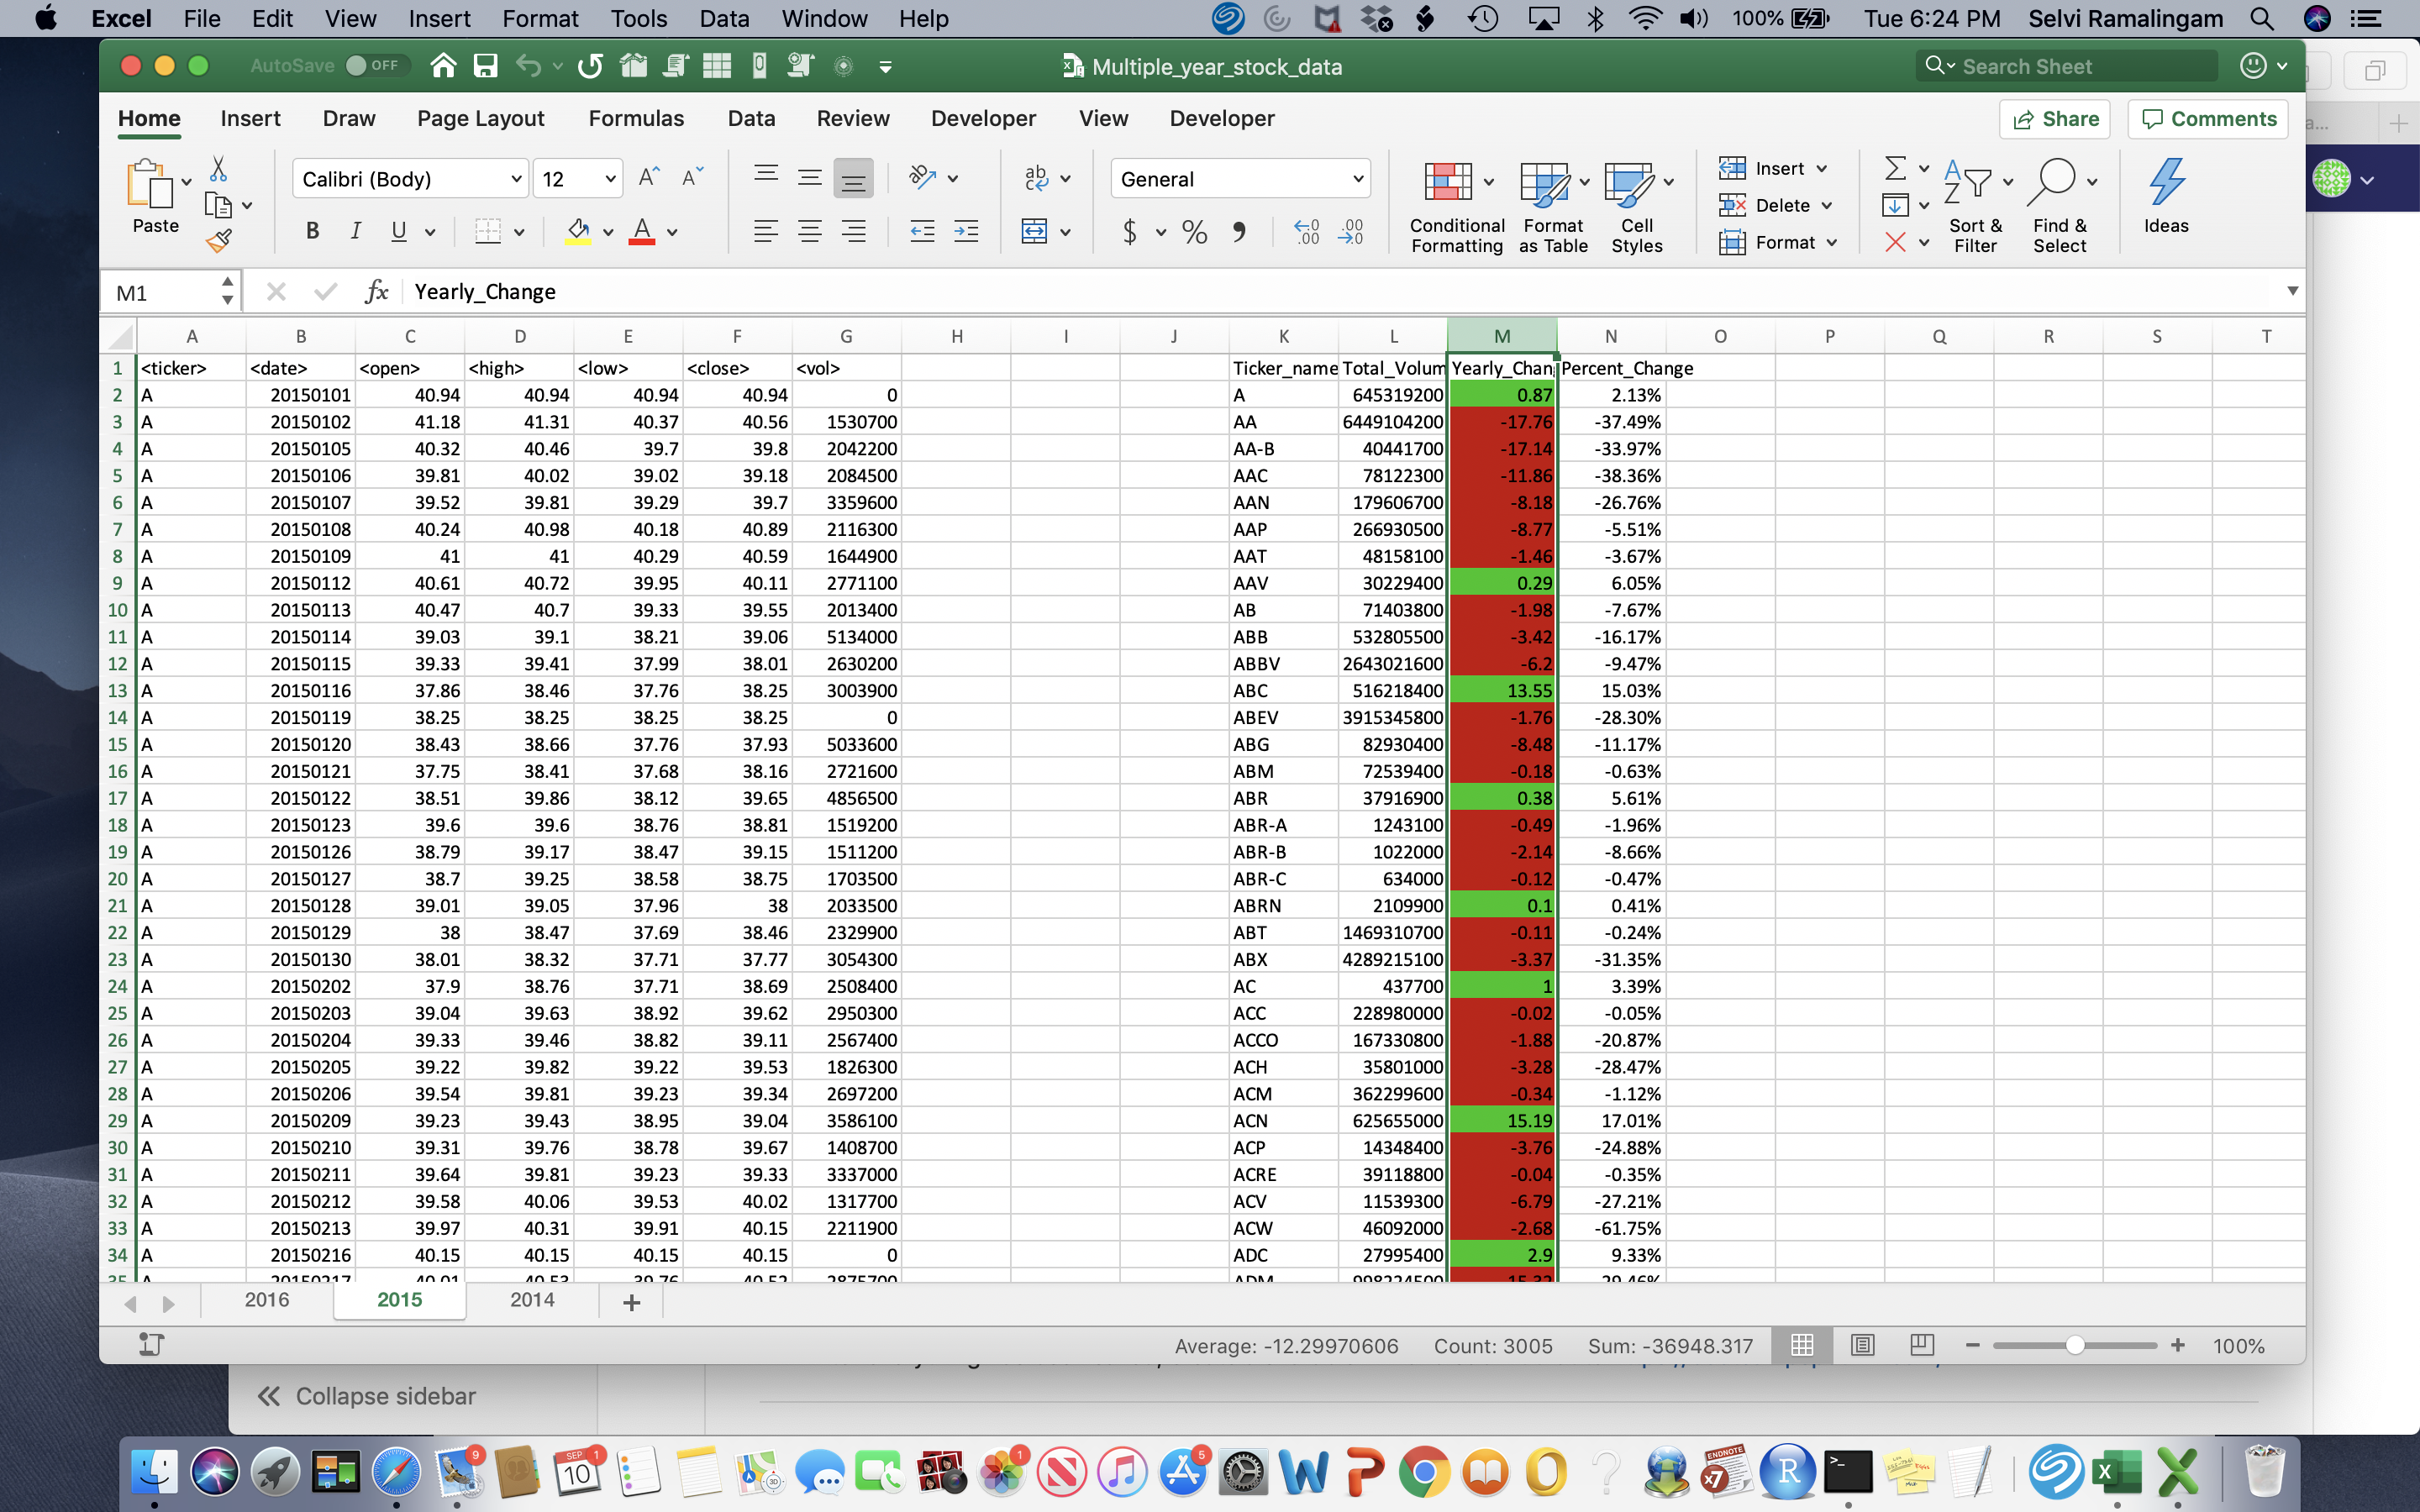 Excel File Edit View Insert Format Tools Data Window Help 100% Tue 6:24 PM Selvi Ramalingam
AutoSave OFF Multiple_year_stock_data Search Sheet
Home Insert Draw Page Layout Formulas Data Review Developer View Developer Share Comments
Paste Calibri (Body) 12 General Conditional Formatting Format as Table Cell Styles Insert Delete Format Sort & Filter Find & Select Ideas
M1 fx Yearly_Change
A B C D E F G H I J K L M N O P Q R S T
1 <ticker> <date> <open> <high> <low> <close> <vol> Ticker_name Total_Volum Yearly_Chang Percent_Change
2 A 20150101 40.94 40.94 40.94 40.94 0 A 645319200 0.87 2.13%
3 A 20150102 41.18 41.31 40.37 40.56 1530700 AA 6449104200 -17.76 -37.49%
4 A 20150105 40.32 40.46 39.7 39.8 2042200 AA-B 40441700 -17.14 -33.97%
5 A 20150106 39.81 40.02 39.02 39.18 2084500 AAC 78122300 -11.86 -38.36%
6 A 20150107 39.52 39.81 39.29 39.7 3359600 AAN 179606700 -8.18 -26.76%
7 A 20150108 40.24 40.98 40.18 40.89 2116300 AAP 266930500 -8.77 -5.51%
8 A 20150109 41 41 40.29 40.59 1644900 AAT 48158100 -1.46 -3.67%
9 A 20150112 40.61 40.72 39.95 40.11 2771100 AAV 30229400 0.29 6.05%
10 A 20150113 40.47 40.7 39.33 39.55 2013400 AB 71403800 -1.98 -7.67%
11 A 20150114 39.03 39.1 38.21 39.06 5134000 ABB 532805500 -3.42 -16.17%
12 A 20150115 39.33 39.41 37.99 38.01 2630200 ABBV 2643021600 -6.2 -9.47%
13 A 20150116 37.86 38.46 37.76 38.25 3003900 ABC 516218400 13.55 15.03%
14 A 20150119 38.25 38.25 38.25 38.25 0 ABEV 3915345800 -1.76 -28.30%
15 A 20150120 38.43 38.66 37.76 37.93 5033600 ABG 82930400 -8.48 -11.17%
16 A 20150121 37.75 38.41 37.68 38.16 2721600 ABM 72539400 -0.18 -0.63%
17 A 20150122 38.51 39.86 38.12 39.65 4856500 ABR 37916900 0.38 5.61%
18 A 20150123 39.6 39.6 38.76 38.81 1519200 ABR-A 1243100 -0.49 -1.96%
19 A 20150126 38.79 39.17 38.47 39.15 1511200 ABR-B 1022000 -2.14 -8.66%
20 A 20150127 38.7 39.25 38.58 38.75 1703500 ABR-C 634000 -0.12 -0.47%
21 A 20150128 39.01 39.05 37.96 38 2033500 ABRN 2109900 0.1 0.41%
22 A 20150129 38 38.47 37.69 38.46 2329900 ABT 1469310700 -0.11 -0.24%
23 A 20150130 38.01 38.32 37.71 37.77 3054300 ABX 4289215100 -3.37 -31.35%
24 A 20150202 37.9 38.76 37.71 38.69 2508400 AC 437700 1 3.39%
25 A 20150203 39.04 39.63 38.92 39.62 2950300 ACC 228980000 -0.02 -0.05%
26 A 20150204 39.33 39.46 38.82 39.11 2567400 ACCO 167330800 -1.88 -20.87%
27 A 20150205 39.22 39.82 39.22 39.53 1826300 ACH 35801000 -3.28 -28.47%
28 A 20150206 39.54 39.81 39.23 39.34 2697200 ACM 362299600 -0.34 -1.12%
29 A 20150209 39.23 39.43 38.95 39.04 3586100 ACN 625655000 15.19 17.01%
30 A 20150210 39.31 39.76 38.78 39.67 1408700 ACP 14348400 -3.76 -24.88%
31 A 20150211 39.64 39.81 39.23 39.33 3337000 ACRE 39118800 -0.04 -0.35%
32 A 20150212 39.58 40.06 39.53 40.02 1317700 ACV 11539300 -6.79 -27.21%
33 A 20150213 39.97 40.31 39.91 40.15 2211900 ACW 46092000 -2.68 -61.75%
34 A 20150216 40.15 40.15 40.15 40.15 0 ADC 27995400 2.9 9.33%
2016 2015 2014
Average: -12.29970606 Count: 3005 Sum: -36948.317 100%
Collapse sidebar